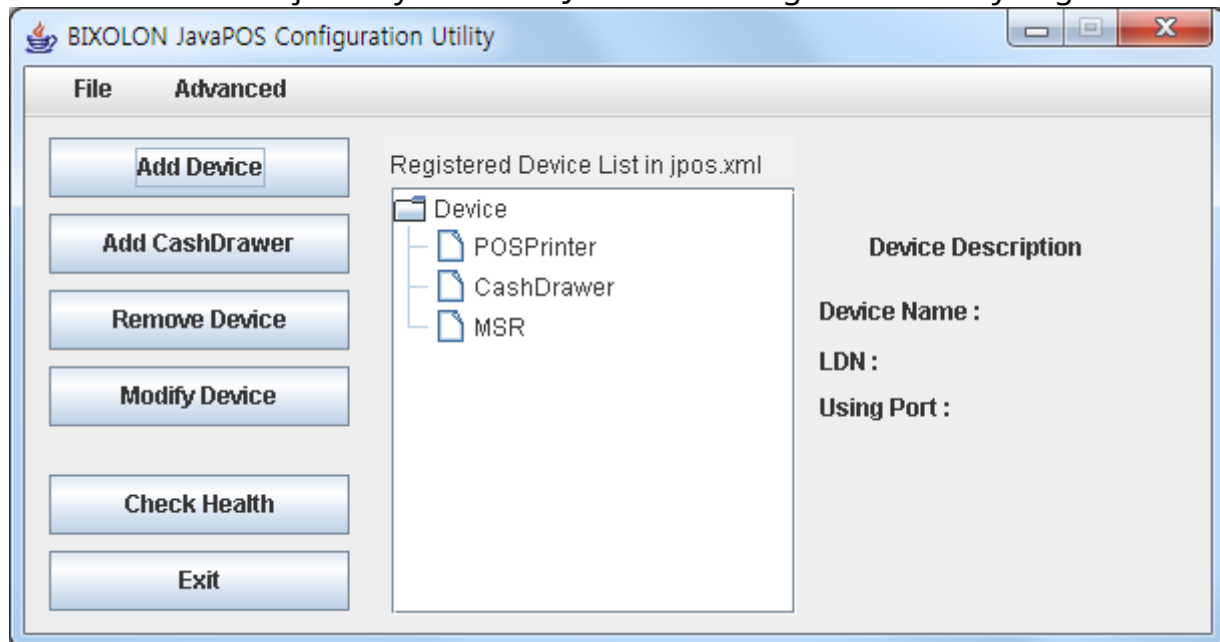 BIXOLON JavaPOS Configuration Utility
File Advanced
Add Device
Add CashDrawer
Remove Device
Modify Device
Check Health
Exit
Registered Device List in jpos.xml
Device
POSPrinter
CashDrawer
MSR
Device Description
Device Name :
LDN :
Using Port :